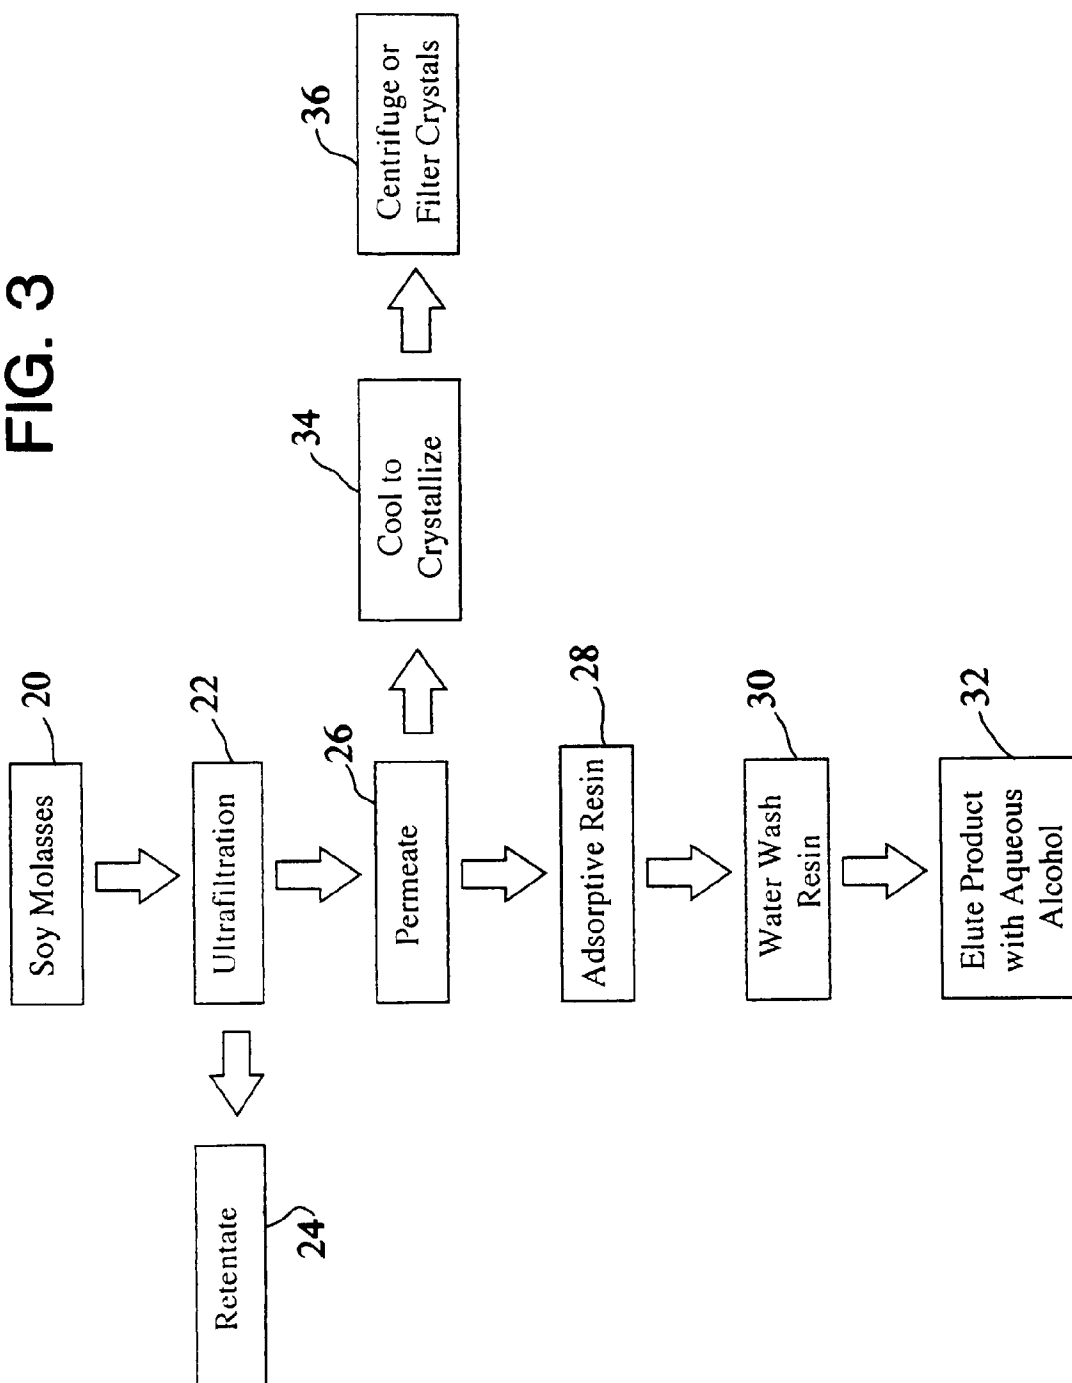 FIG. 3
20
Soy Molasses
22
Ultrafiltration
24
Retentate
26
Permeate
34
Cool to
Crystallize
36
Centrifuge or
Filter Crystals
28
Adsorptive Resin
30
Water Wash
Resin
32
Elute Product
with Aqueous
Alcohol